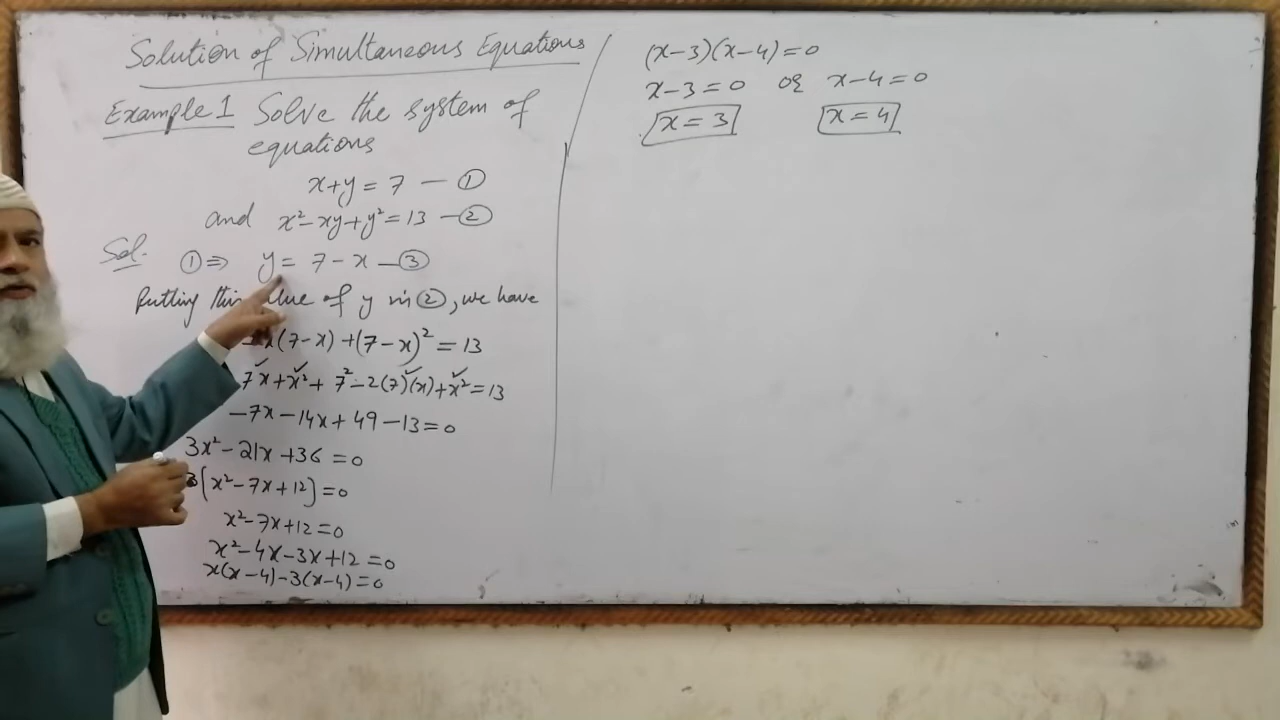 Solution of Simultaneous Equations
Example 1 Solve the system of
equations
x+y = 7 — ①
and x²-xy+y²=13 —②
Sol. ①⇒ y= 7-x —③
Putting this value of y in ②, we have
x(7-x)+(7-x)²=13
7x+x²+7²-2(7)(x)+x²=13
-7x-14x+49-13=0
3x²-21x+36=0
3(x²-7x+12)=0
x²-7x+12=0
x²-4x-3x+12=0
x(x-4)-3(x-4)=0
(x-3)(x-4)=0
x-3=0 or x-4=0
x=3 x=4